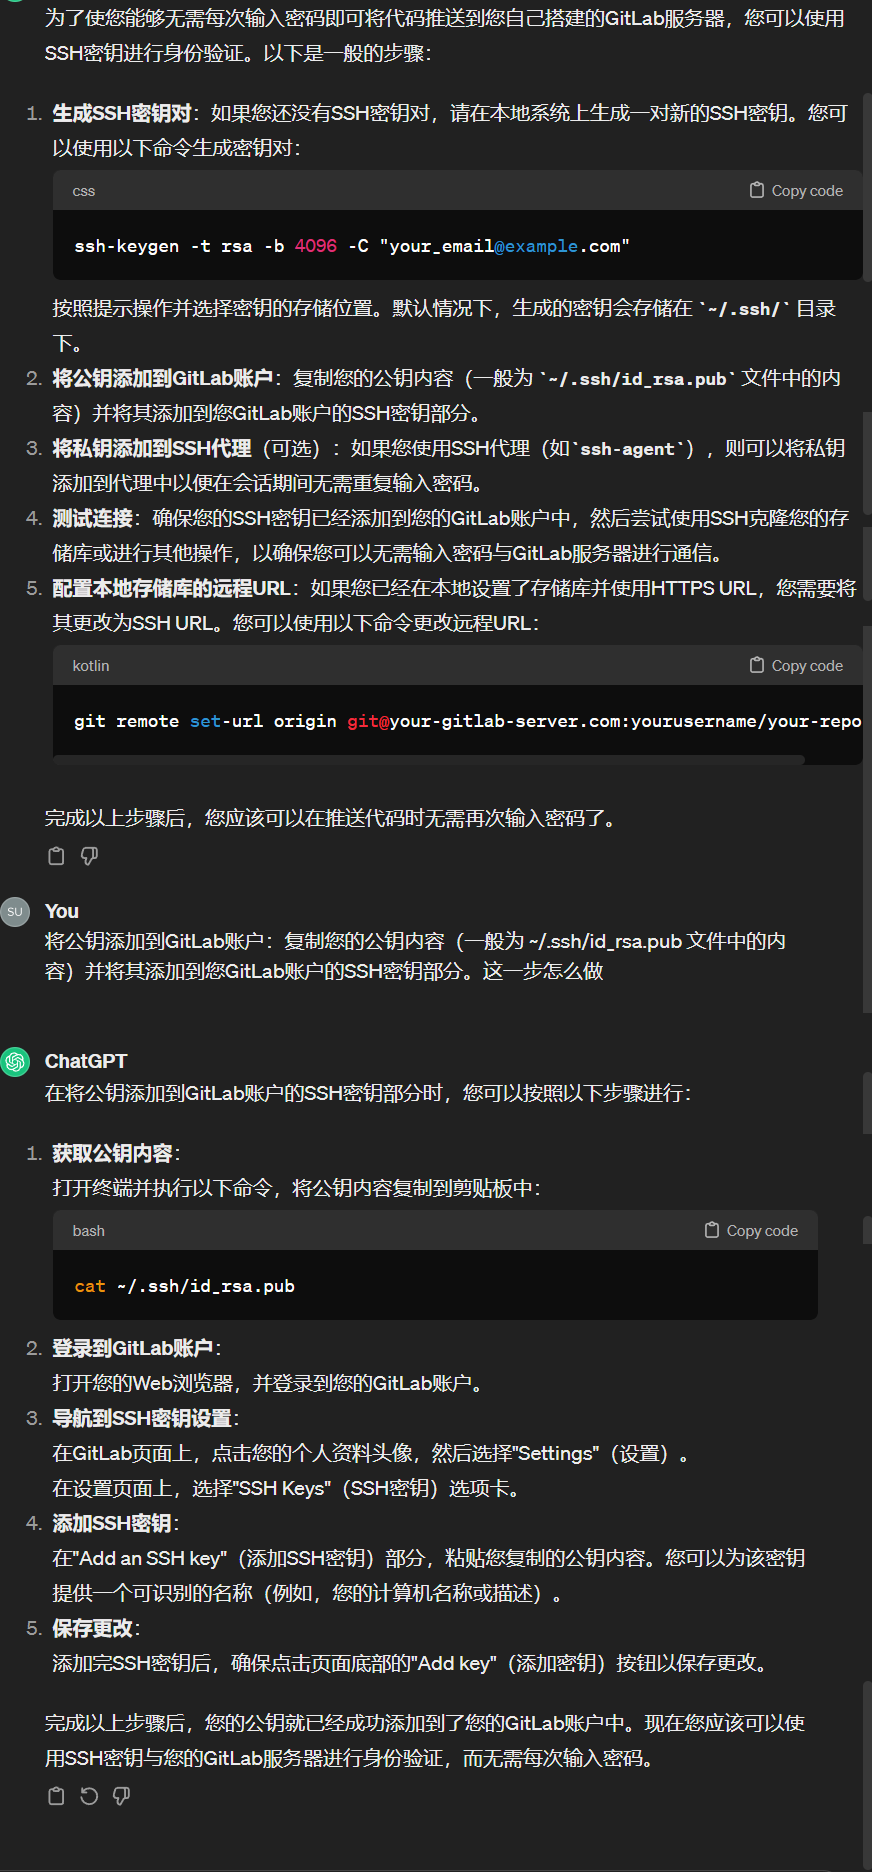 为了使您能够无需每次输入密码即可将代码推送到您自己搭建的GitLab服务器，您可以使用
SSH密钥进行身份验证。以下是一般的步骤：
1. 生成SSH密钥对：如果您还没有SSH密钥对，请在本地系统上生成一对新的SSH密钥。您可
以使用以下命令生成密钥对：
css Copy code
ssh-keygen -t rsa -b 4096 -C "your_email@example.com"
按照提示操作并选择密钥的存储位置。默认情况下，生成的密钥会存储在 `~/.ssh/` 目录
下。
2. 将公钥添加到GitLab账户：复制您的公钥内容（一般为 `~/.ssh/id_rsa.pub` 文件中的内
容）并将其添加到您GitLab账户的SSH密钥部分。
3. 将私钥添加到SSH代理（可选）：如果您使用SSH代理（如`ssh-agent`），则可以将私钥
添加到代理中以便在会话期间无需重复输入密码。
4. 测试连接：确保您的SSH密钥已经添加到您的GitLab账户中，然后尝试使用SSH克隆您的存
储库或进行其他操作，以确保您可以无需输入密码与GitLab服务器进行通信。
5. 配置本地存储库的远程URL：如果您已经在本地设置了存储库并使用HTTPS URL，您需要将
其更改为SSH URL。您可以使用以下命令更改远程URL：
kotlin Copy code
git remote set-url origin git@your-gitlab-server.com:yourusername/your-repo
完成以上步骤后，您应该可以在推送代码时无需再次输入密码了。
SU You
将公钥添加到GitLab账户：复制您的公钥内容（一般为 ~/.ssh/id_rsa.pub 文件中的内
容）并将其添加到您GitLab账户的SSH密钥部分。这一步怎么做
ChatGPT
在将公钥添加到GitLab账户的SSH密钥部分时，您可以按照以下步骤进行：
1. 获取公钥内容：
打开终端并执行以下命令，将公钥内容复制到剪贴板中：
bash Copy code
cat ~/.ssh/id_rsa.pub
2. 登录到GitLab账户：
打开您的Web浏览器，并登录到您的GitLab账户。
3. 导航到SSH密钥设置：
在GitLab页面上，点击您的个人资料头像，然后选择"Settings"（设置）。
在设置页面上，选择"SSH Keys"（SSH密钥）选项卡。
4. 添加SSH密钥：
在"Add an SSH key"（添加SSH密钥）部分，粘贴您复制的公钥内容。您可以为该密钥
提供一个可识别的名称（例如，您的计算机名称或描述）。
5. 保存更改：
添加完SSH密钥后，确保点击页面底部的"Add key"（添加密钥）按钮以保存更改。
完成以上步骤后，您的公钥就已经成功添加到了您的GitLab账户中。现在您应该可以使
用SSH密钥与您的GitLab服务器进行身份验证，而无需每次输入密码。